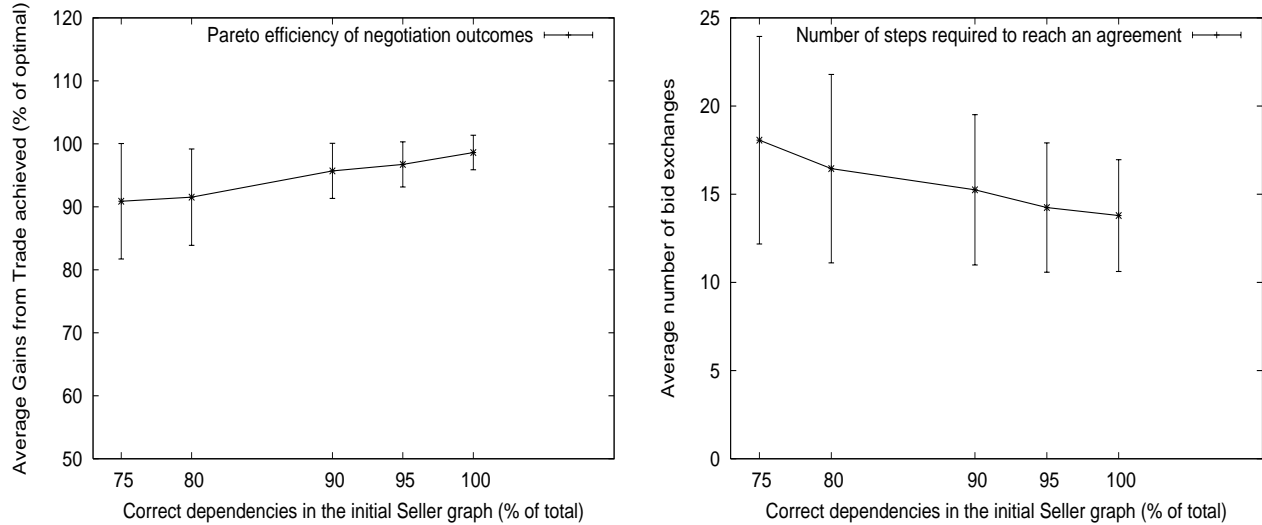 Average Gains from Trade achieved (% of optimal)
120
110
100
90
80
70
60
50
Pareto efficiency of negotiation outcomes
75 80 90 95 100
Correct dependencies in the initial Seller graph (% of total)
Average number of bid exchanges
25
20
15
10
5
0
Number of steps required to reach an agreement
75 80 90 95 100
Correct dependencies in the initial Seller graph (% of total)